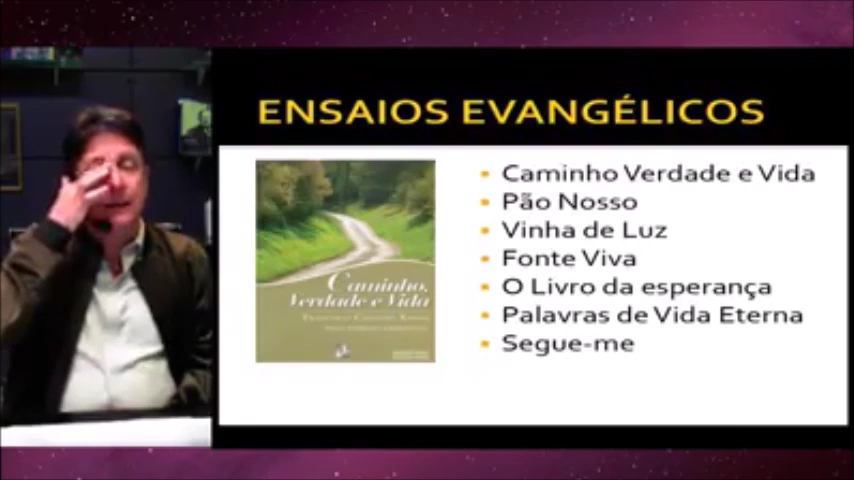 ENSAIOS EVANGÉLICOS
Caminho Verdade e Vida
Pão Nosso
Vinha de Luz
Fonte Viva
O Livro da esperança
Palavras de Vida Eterna
Segue-me
Caminho,
Verdade e Vida